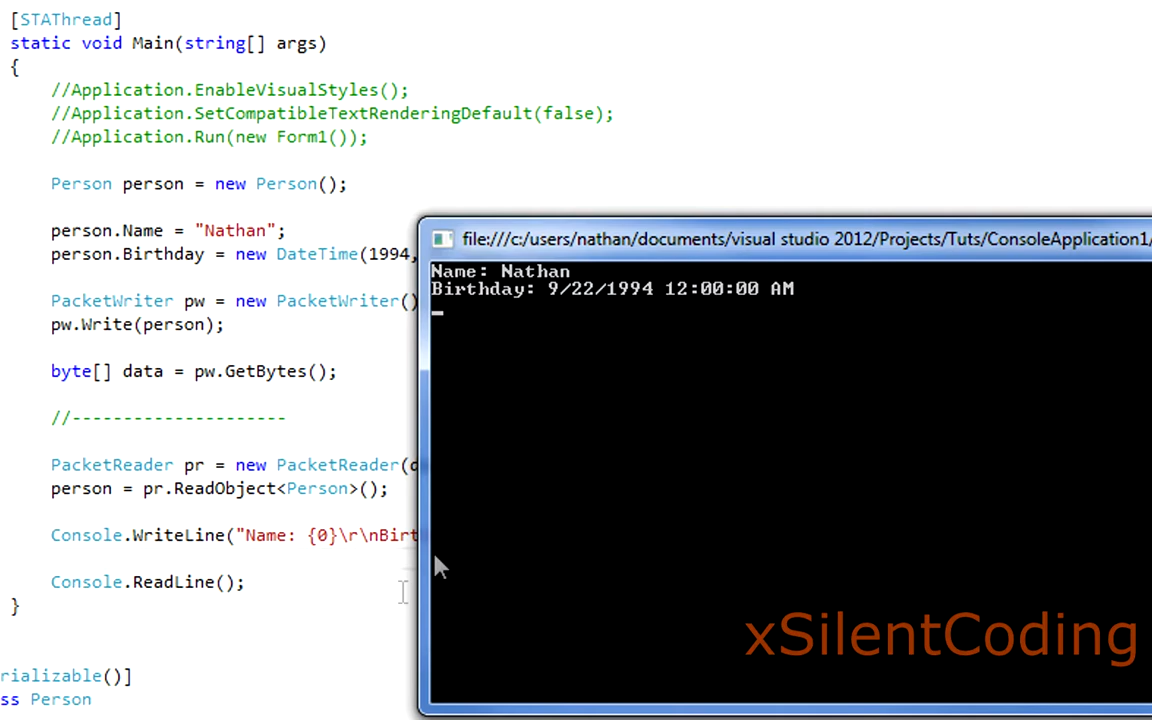 [STAThread]
static void Main(string[] args)
{
//Application.EnableVisualStyles();
//Application.SetCompatibleTextRenderingDefault(false);
//Application.Run(new Form1());
Person person = new Person();
person.Name = "Nathan";
person.Birthday = new DateTime(1994,
PacketWriter pw = new PacketWriter()
pw.Write(person);
byte[] data = pw.GetBytes();
//---------------------
PacketReader pr = new PacketReader(d
person = pr.ReadObject<Person>();
Console.WriteLine("Name: {0}\r\nBirt
Console.ReadLine();
}
rializable()]
ss Person
file:///c:/users/nathan/documents/visual studio 2012/Projects/Tuts/ConsoleApplication1/
Name: Nathan
Birthday: 9/22/1994 12:00:00 AM
xSilentCoding